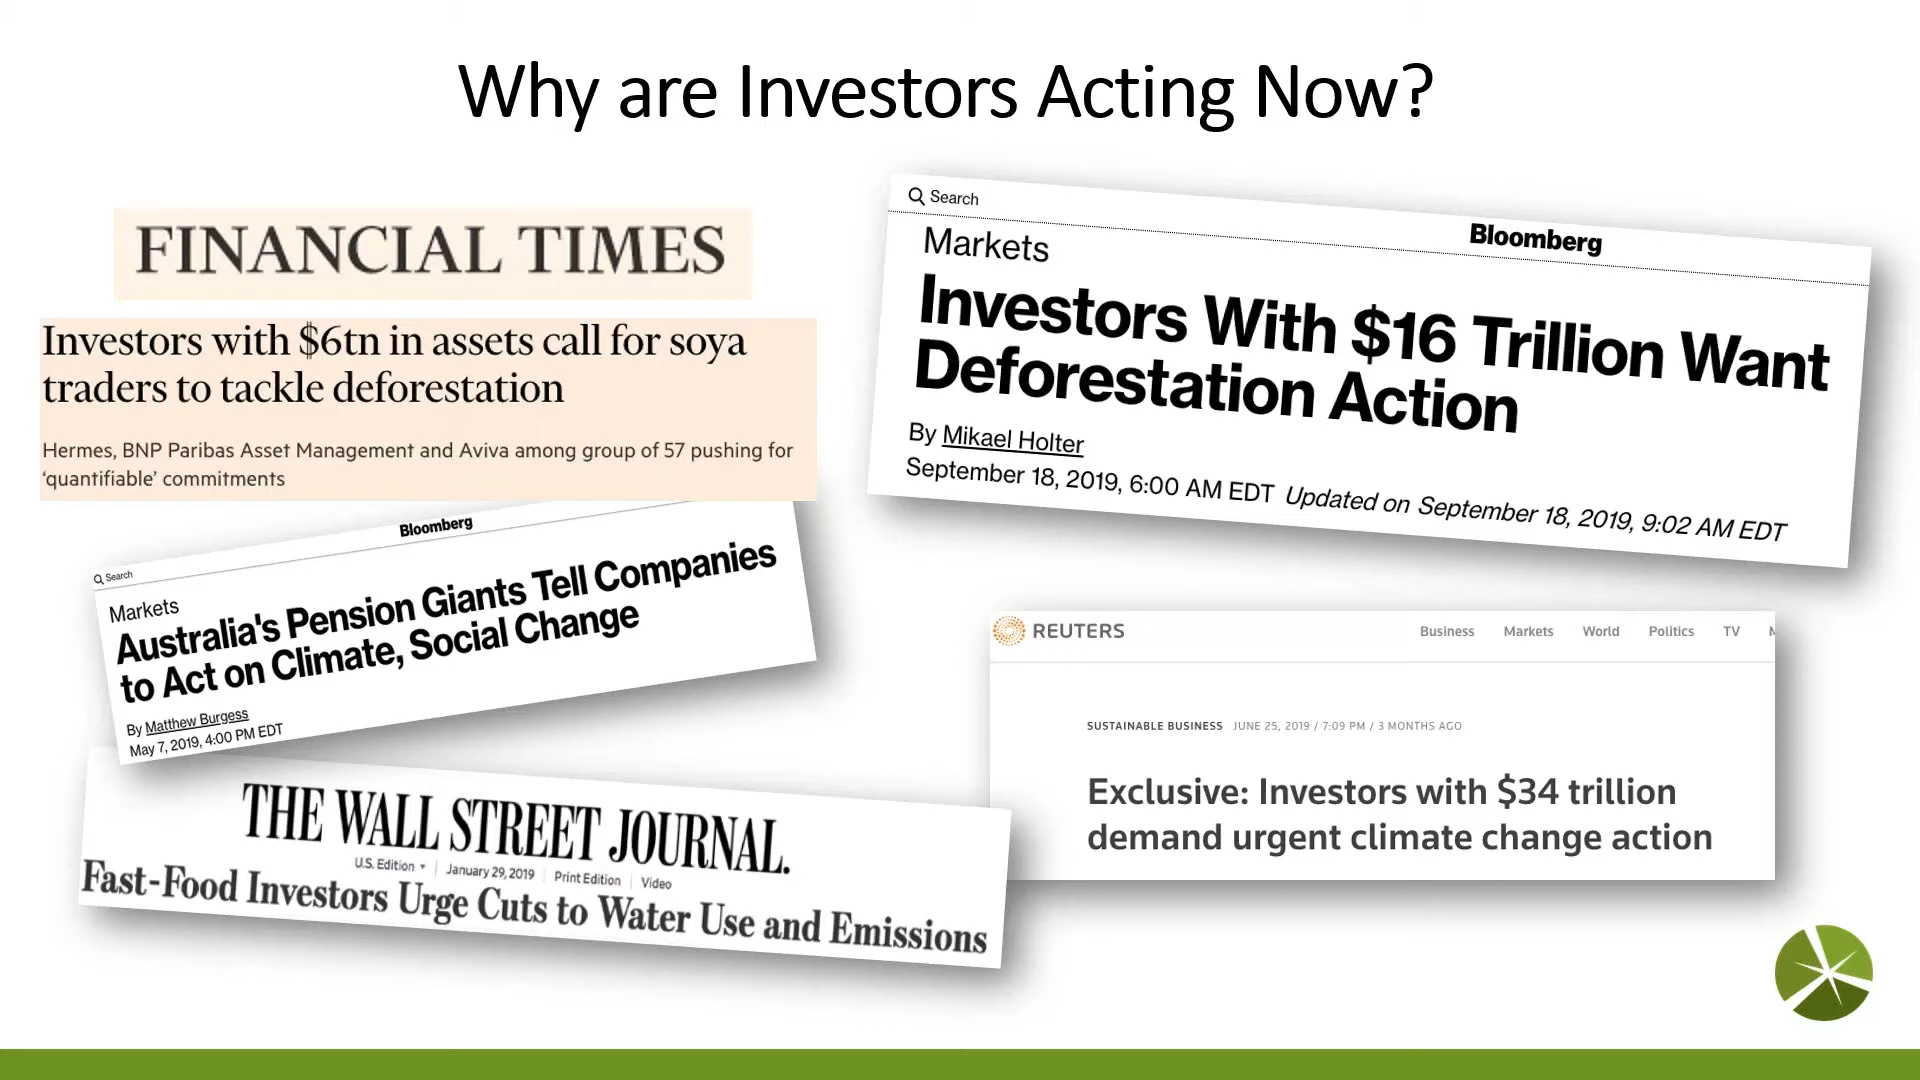 Why are Investors Acting Now?
FINANCIAL TIMES
Investors with $6tn in assets call for soya
traders to tackle deforestation
Hermes, BNP Paribas Asset Management and Aviva among group of 57 pushing for
‘quantifiable’ commitments
Search
Bloomberg
Markets
Investors With $16 Trillion Want
Deforestation Action
By Mikael Holter
September 18, 2019, 6:00 AM EDT Updated on September 18, 2019, 9:02 AM EDT
Bloomberg
Search
Markets
Australia's Pension Giants Tell Companies
to Act on Climate, Social Change
By Matthew Burgess
May 7, 2019, 4:00 PM EDT
REUTERS Business Markets World Politics TV
SUSTAINABLE BUSINESS JUNE 25, 2019 / 7:09 PM / 3 MONTHS AGO
Exclusive: Investors with $34 trillion
demand urgent climate change action
THE WALL STREET JOURNAL.
U.S. Edition January 29, 2019 Print Edition Video
Fast-Food Investors Urge Cuts to Water Use and Emissions